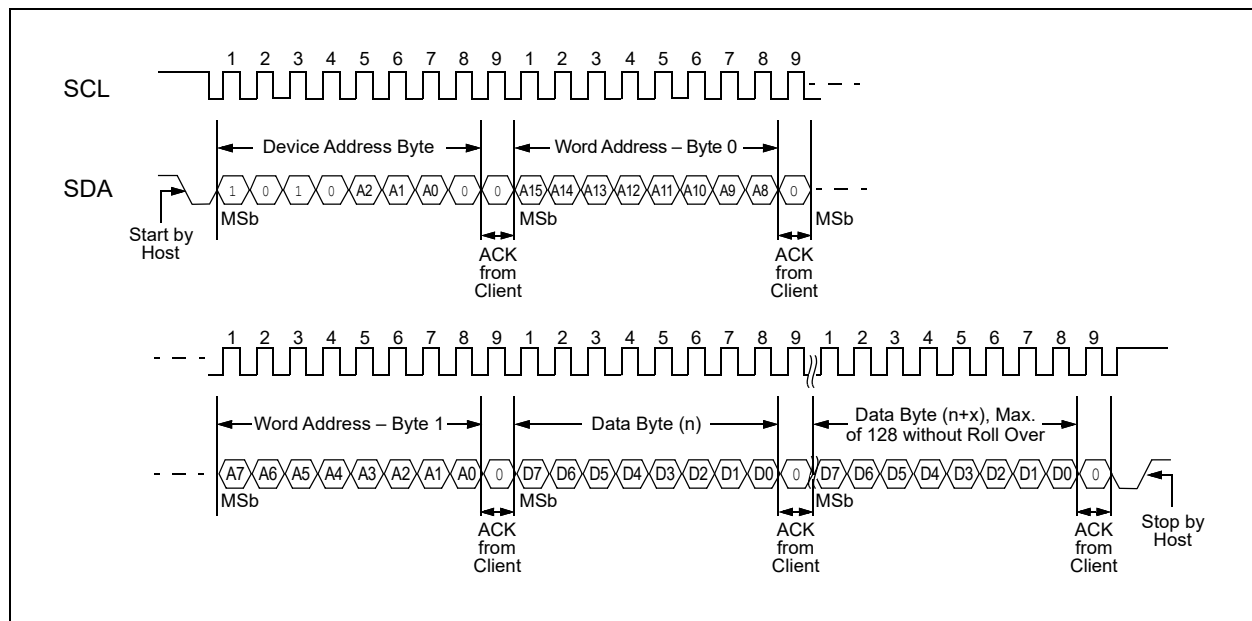 1 2 3 4 5 6 7 8 9 1 2 3 4 5 6 7 8 9
SCL
Device Address Byte
Word Address – Byte 0
SDA
1 0 1 0 A2 A1 A0 0 0 A15 A14 A13 A12 A11 A10 A9 A8 0
MSb MSb MSb
Start by
Host
ACK
from
Client
ACK
from
Client
1 2 3 4 5 6 7 8 9 1 2 3 4 5 6 7 8 9 1 2 3 4 5 6 7 8 9
Word Address – Byte 1
Data Byte (n)
Data Byte (n+x), Max.
of 128 without Roll Over
A7 A6 A5 A4 A3 A2 A1 A0 0 D7 D6 D5 D4 D3 D2 D1 D0 0 D7 D6 D5 D4 D3 D2 D1 D0 0
MSb MSb MSb
ACK
from
Client
ACK
from
Client
ACK
from
Client
Stop by
Host